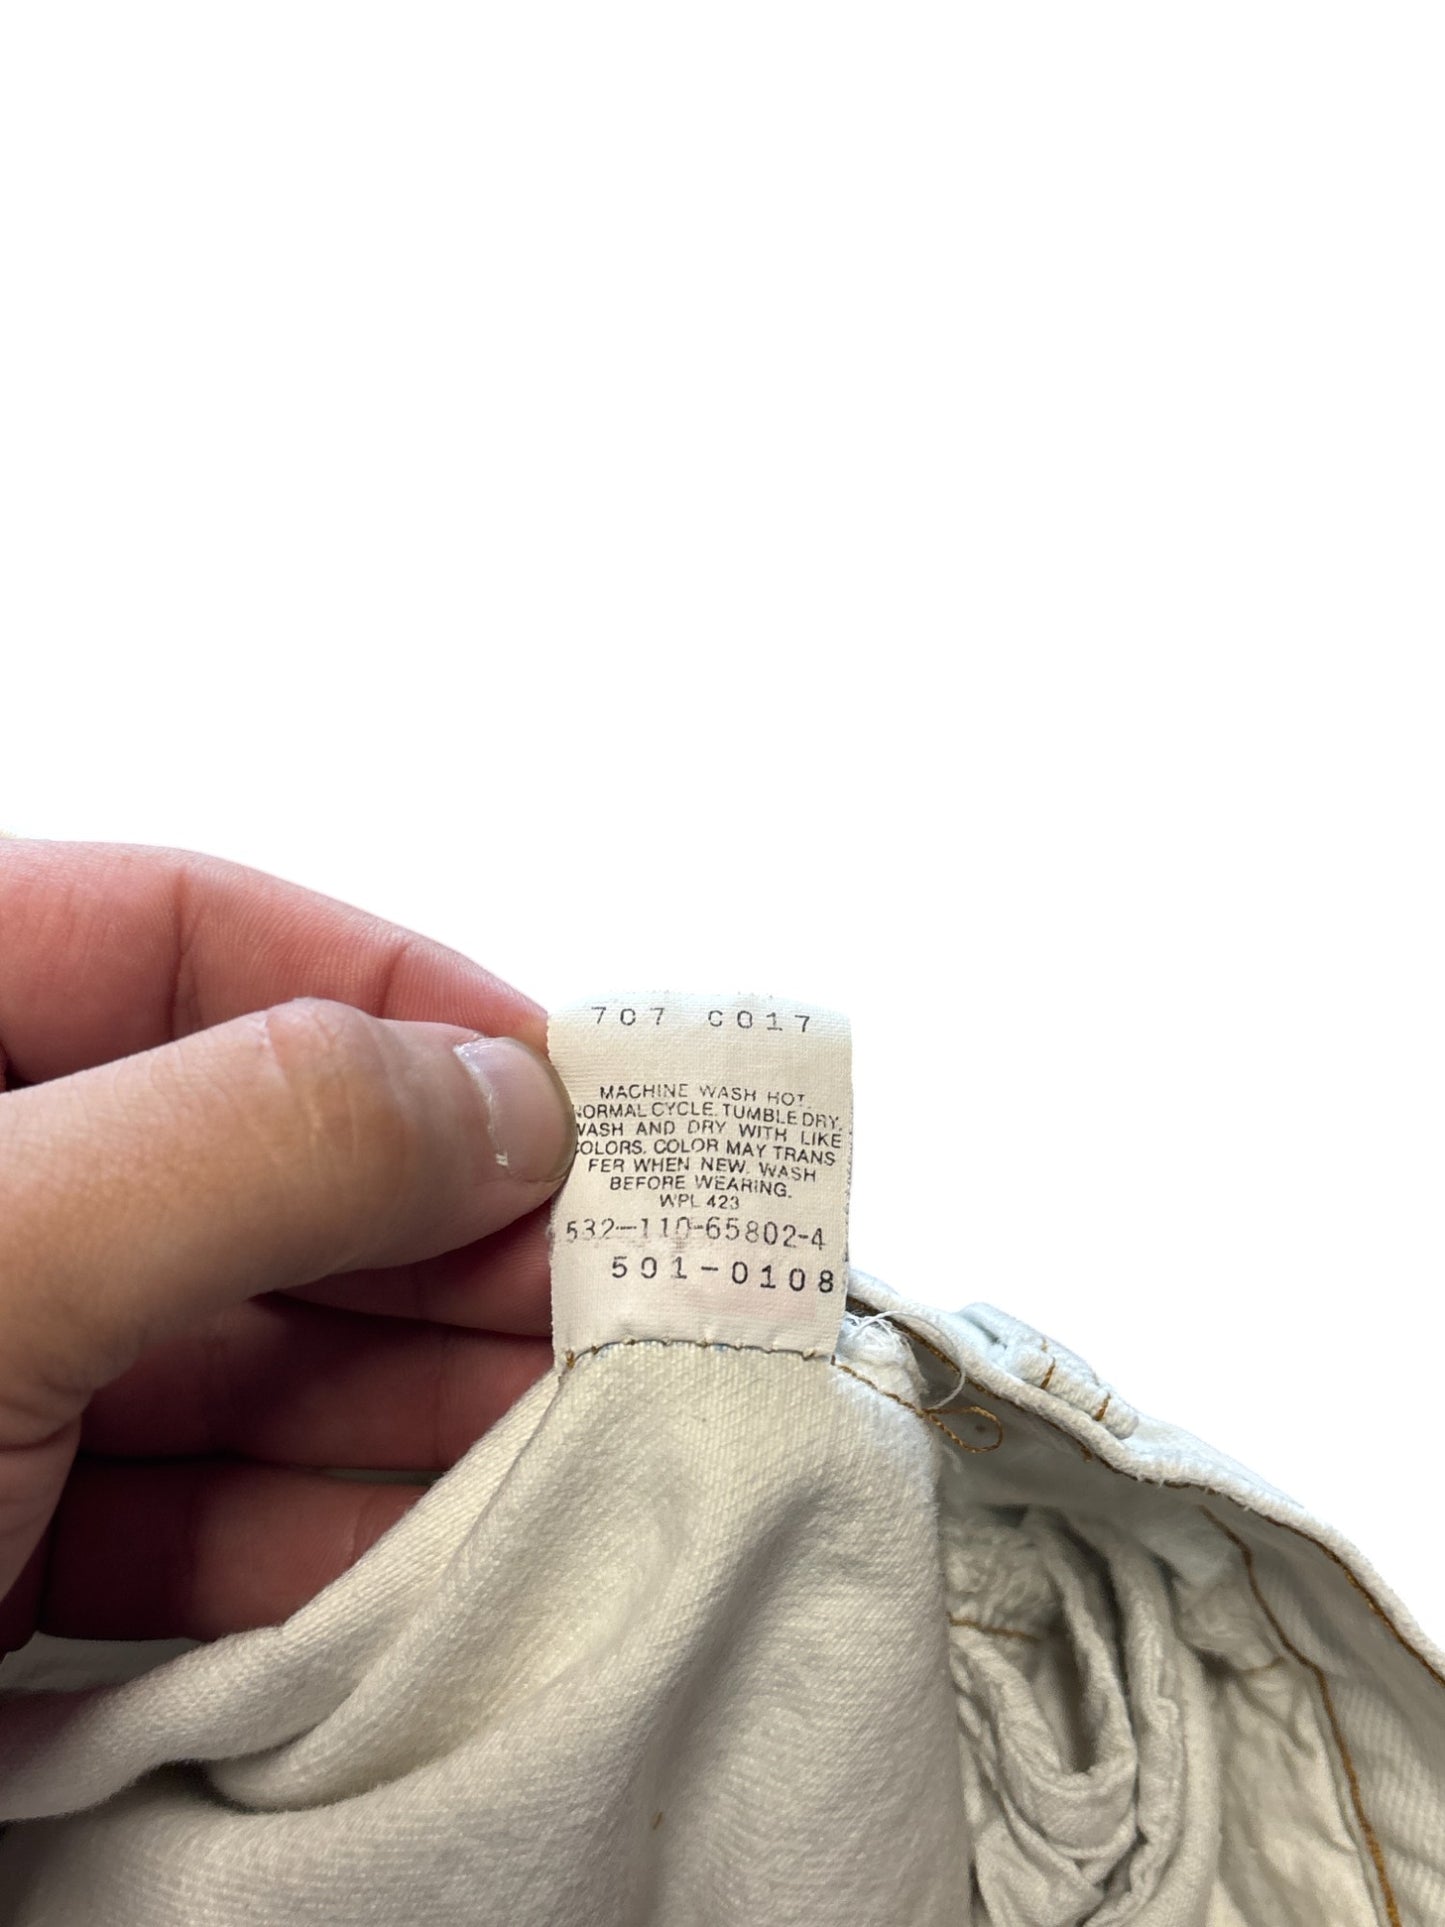 707 C017
MACHINE WASH HOT.
NORMAL CYCLE. TUMBLE DRY.
WASH AND DRY WITH LIKE
COLORS. COLOR MAY TRANS
FER WHEN NEW. WASH
BEFORE WEARING.
WPL 423
532-110-65802-4
501-0108